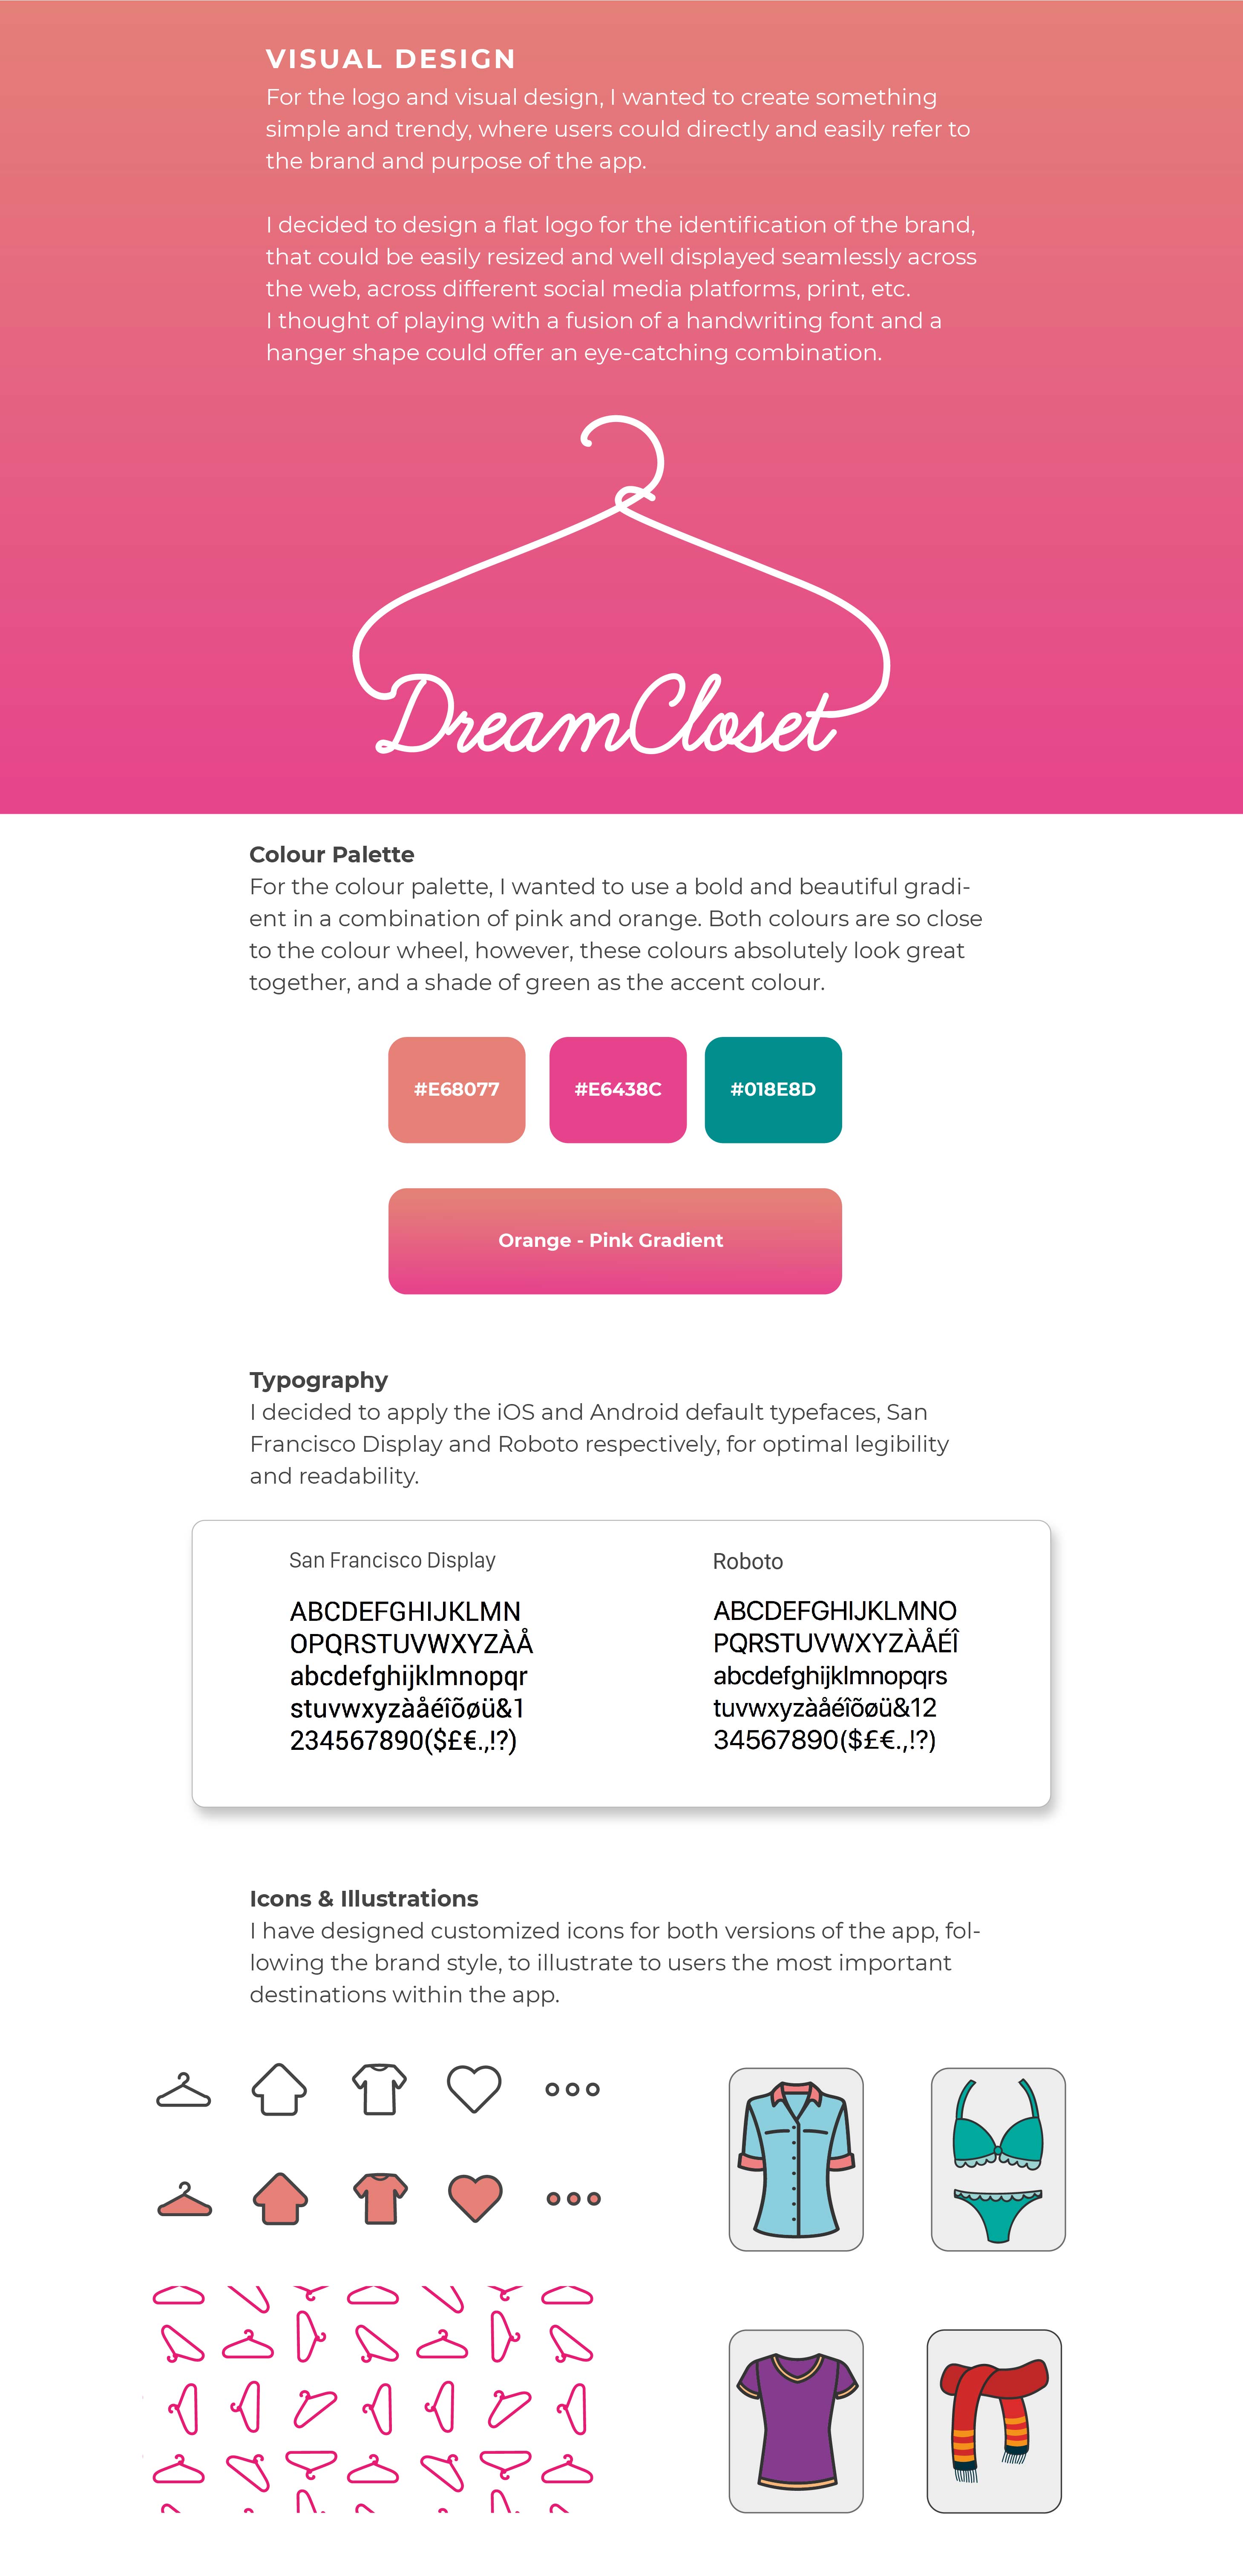 VISUAL DESIGN
For the logo and visual design, I wanted to create something
simple and trendy, where users could directly and easily refer to
the brand and purpose of the app.
I decided to design a flat logo for the identification of the brand,
that could be easily resized and well displayed seamlessly across
the web, across different social media platforms, print, etc.
I thought of playing with a fusion of a handwriting font and a
hanger shape could offer an eye-catching combination.
DreamCloset
Colour Palette
For the colour palette, I wanted to use a bold and beautiful gradi-
ent in a combination of pink and orange. Both colours are so close
to the colour wheel, however, these colours absolutely look great
together, and a shade of green as the accent colour.
#E68077 #E6438C #018E8D
Orange - Pink Gradient
Typography
I decided to apply the iOS and Android default typefaces, San
Francisco Display and Roboto respectively, for optimal legibility
and readability.
San Francisco Display
ABCDEFGHIJKLMN
OPQRSTUVWXYZÀÅ
abcdefghijklmnopqr
stuvwxyzàåéîõøü&1
234567890($£€.,!?)
Roboto
ABCDEFGHIJKLMNO
PQRSTUVWXYZÀÅÉÎ
abcdefghijklmnopqrs
tuvwxyzàåéîõøü&12
34567890($£€.,!?)
Icons & Illustrations
I have designed customized icons for both versions of the app, fol-
lowing the brand style, to illustrate to users the most important
destinations within the app.